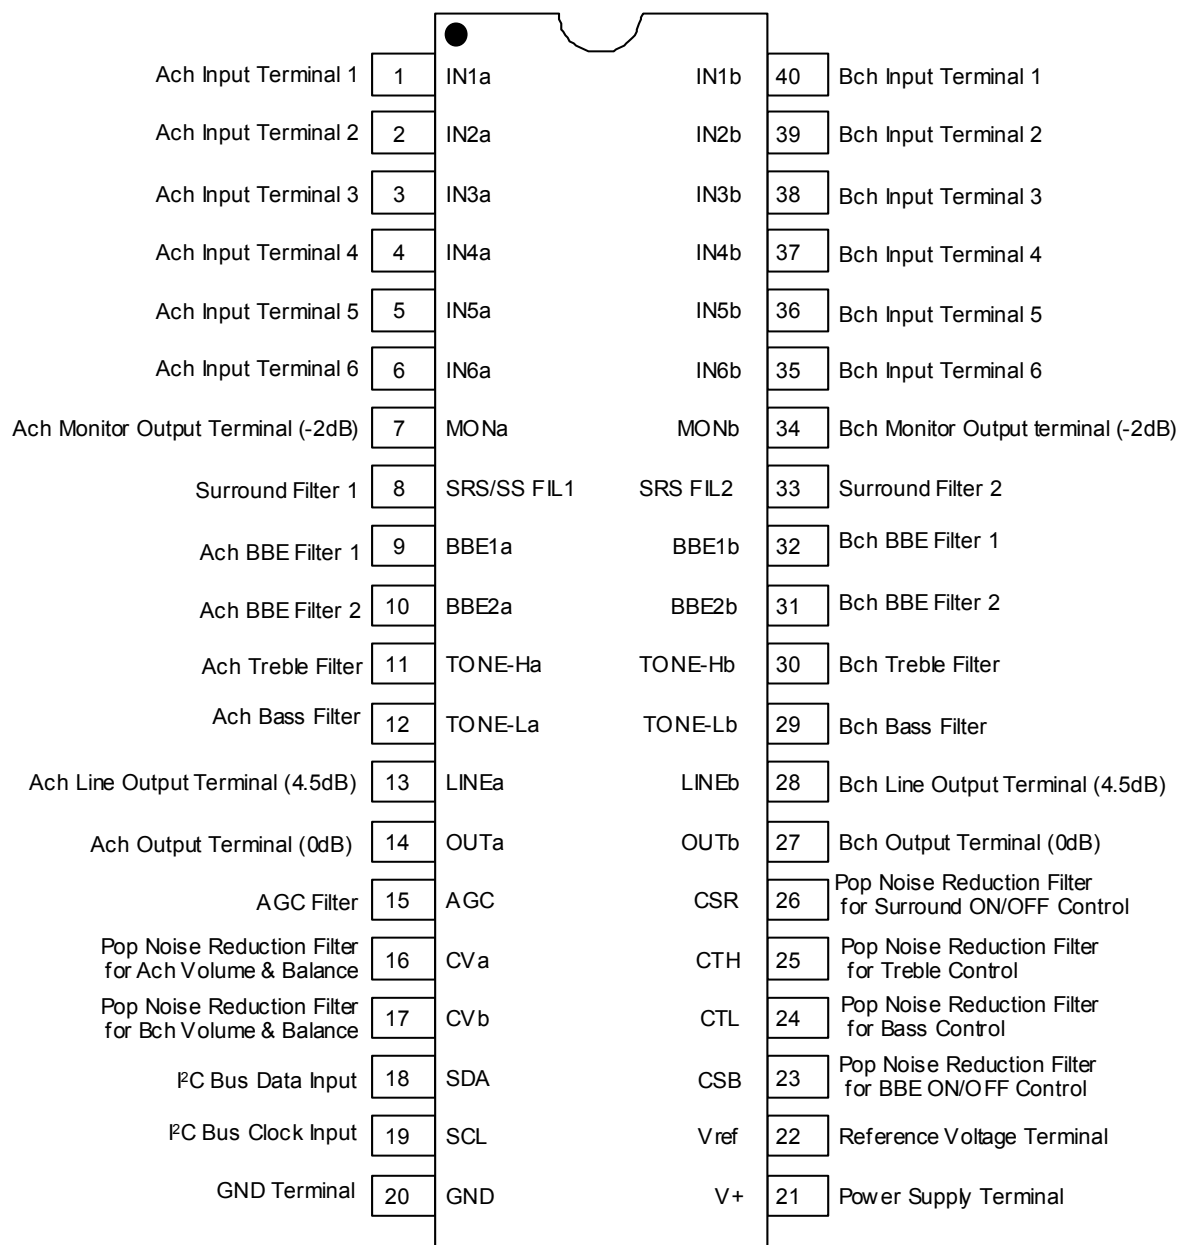 Ach Input Terminal 1 1 IN1a IN1b 40 Bch Input Terminal 1
Ach Input Terminal 2 2 IN2a IN2b 39 Bch Input Terminal 2
Ach Input Terminal 3 3 IN3a IN3b 38 Bch Input Terminal 3
Ach Input Terminal 4 4 IN4a IN4b 37 Bch Input Terminal 4
Ach Input Terminal 5 5 IN5a IN5b 36 Bch Input Terminal 5
Ach Input Terminal 6 6 IN6a IN6b 35 Bch Input Terminal 6
Ach Monitor Output Terminal (-2dB) 7 MONa MONb 34 Bch Monitor Output terminal (-2dB)
Surround Filter 1 8 SRS/SS FIL1 SRS FIL2 33 Surround Filter 2
Ach BBE Filter 1 9 BBE1a BBE1b 32 Bch BBE Filter 1
Ach BBE Filter 2 10 BBE2a BBE2b 31 Bch BBE Filter 2
Ach Treble Filter 11 TONE-Ha TONE-Hb 30 Bch Treble Filter
Ach Bass Filter 12 TONE-La TONE-Lb 29 Bch Bass Filter
Ach Line Output Terminal (4.5dB) 13 LINEa LINEb 28 Bch Line Output Terminal (4.5dB)
Ach Output Terminal (0dB) 14 OUTa OUTb 27 Bch Output Terminal (0dB)
AGC Filter 15 AGC CSR 26 Pop Noise Reduction Filter
for Surround ON/OFF Control
Pop Noise Reduction Filter
for Ach Volume & Balance 16 CVa CTH 25 Pop Noise Reduction Filter
for Treble Control
Pop Noise Reduction Filter
for Bch Volume & Balance 17 CVb CTL 24 Pop Noise Reduction Filter
for Bass Control
I²C Bus Data Input 18 SDA CSB 23 Pop Noise Reduction Filter
for BBE ON/OFF Control
I²C Bus Clock Input 19 SCL Vref 22 Reference Voltage Terminal
GND Terminal 20 GND V+ 21 Power Supply Terminal